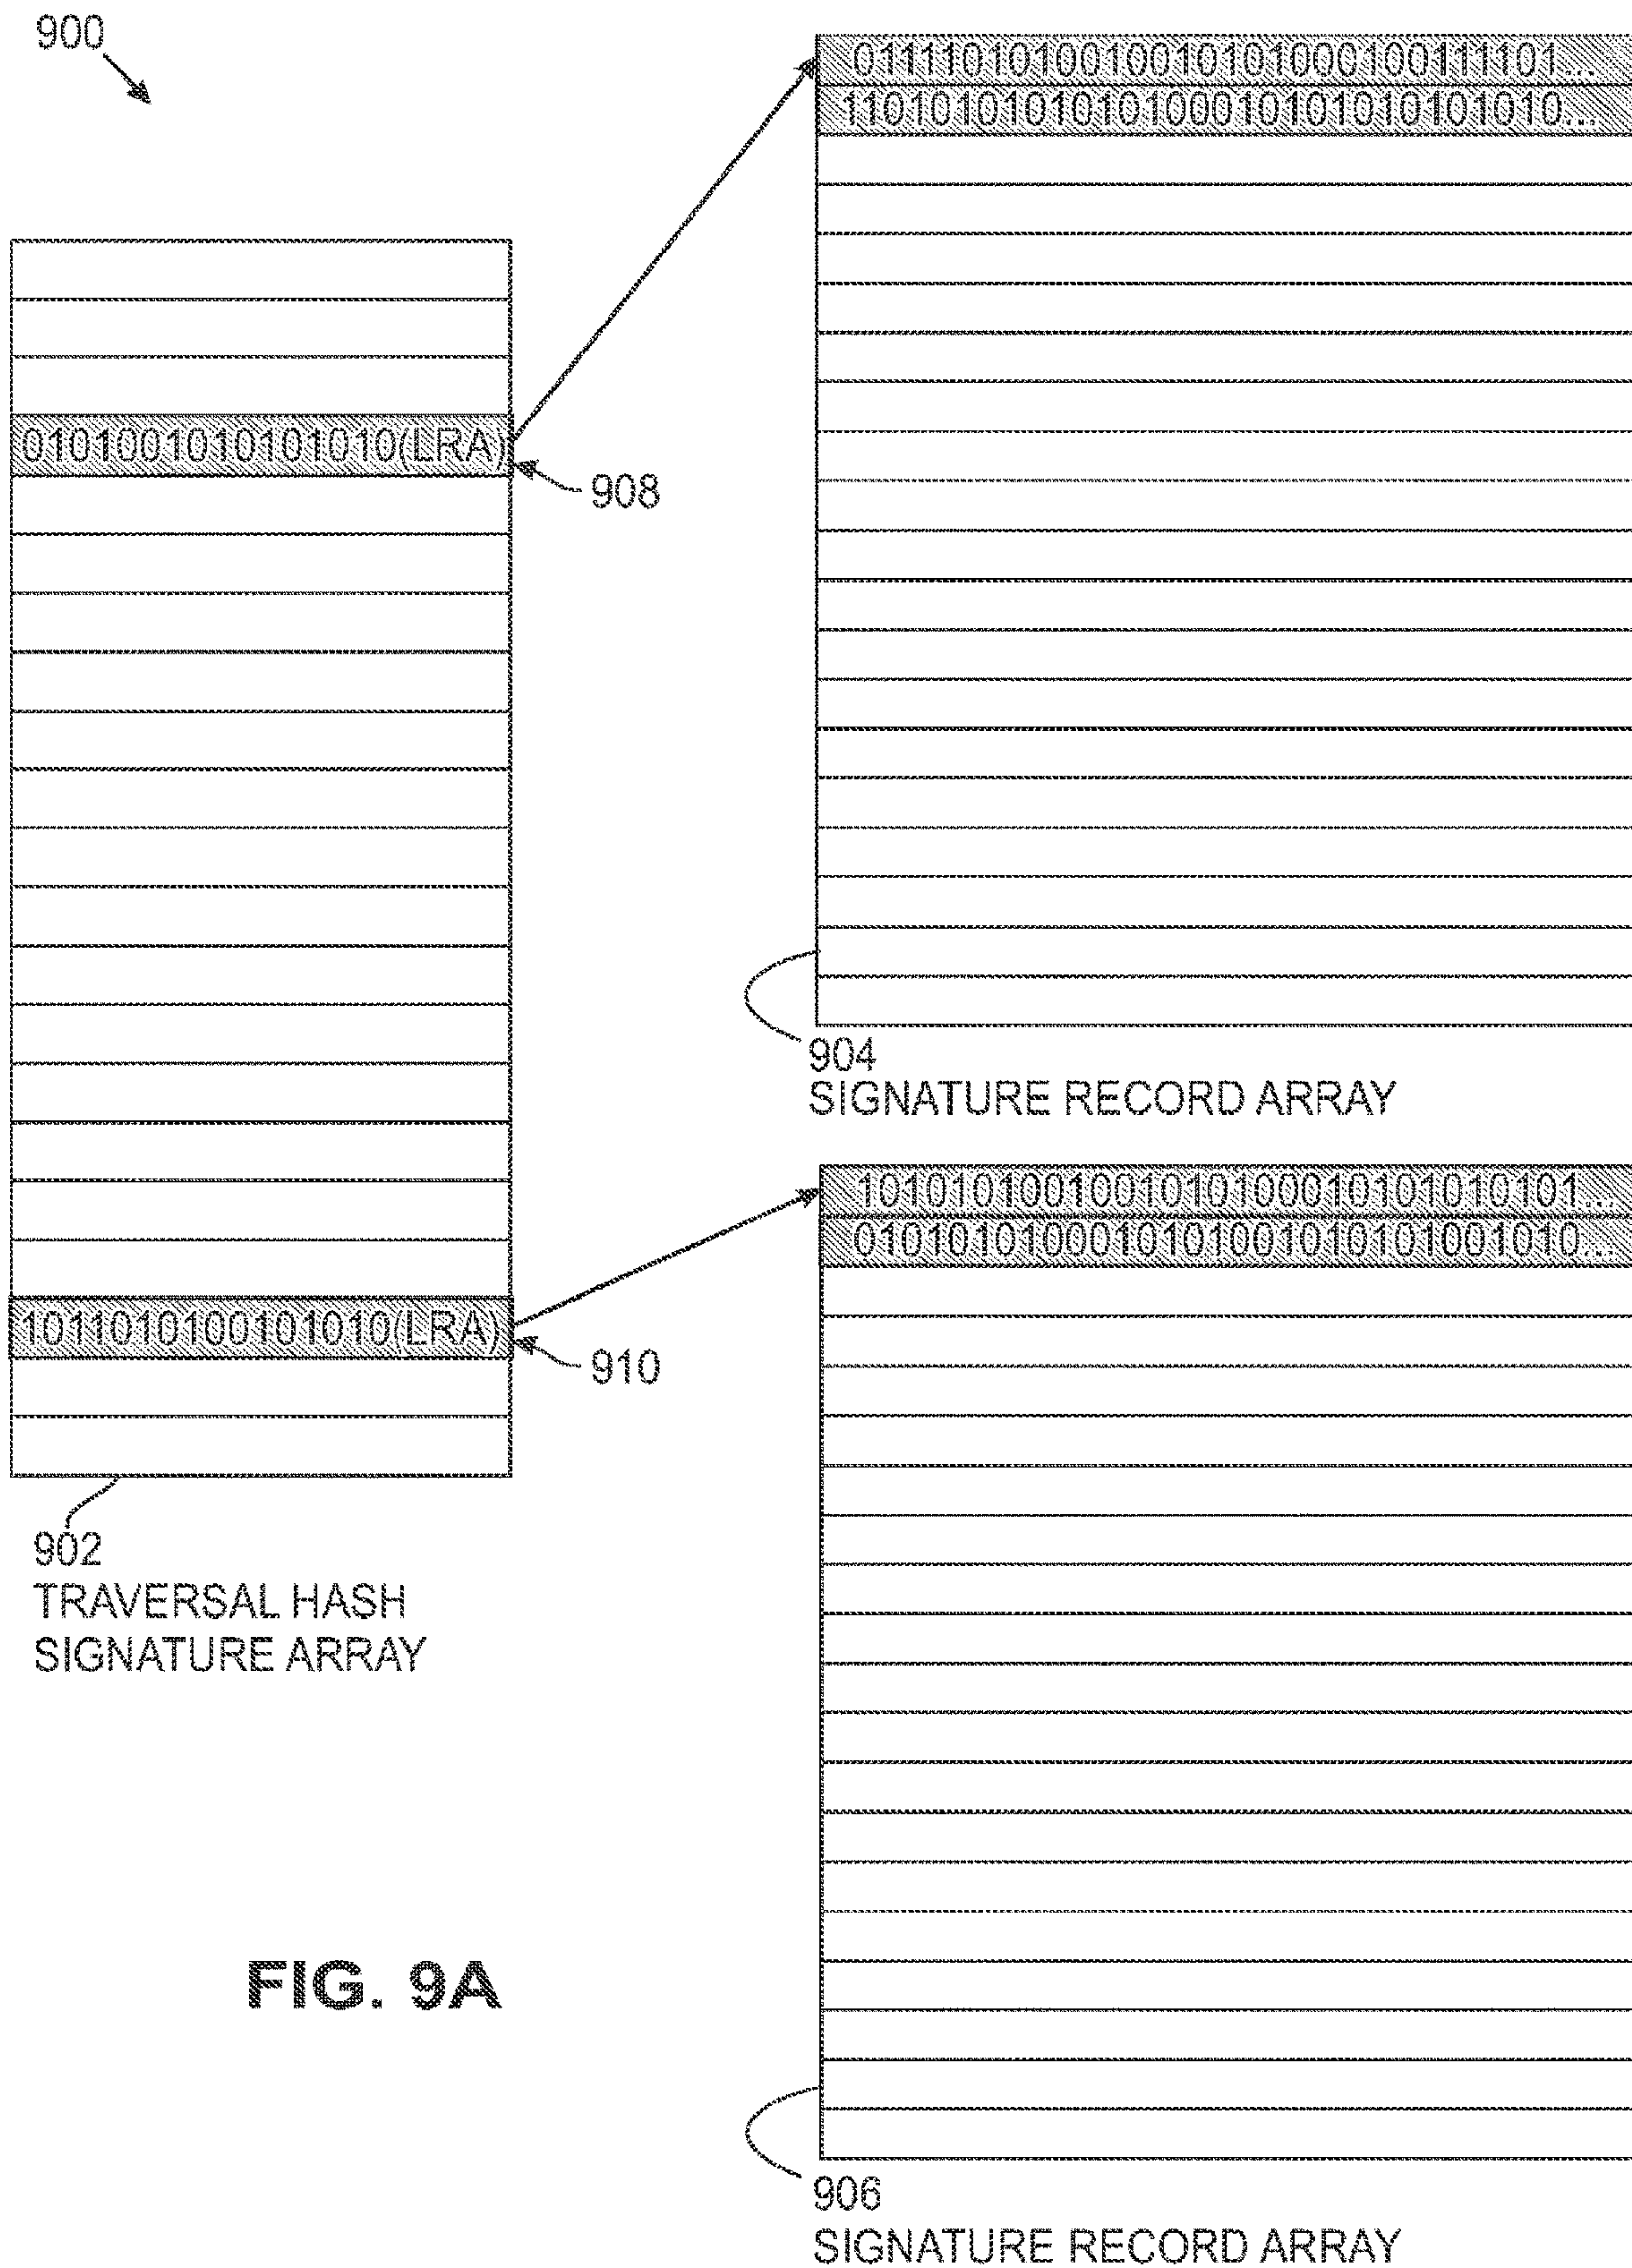 900
0111101010010010101000100111101...
1101010101010100010101010101010...
0101001010101010(LRA)
908
904
SIGNATURE RECORD ARRAY
1010101001001010100010101010101...
0101010100010101001010101001010...
1011010100101010(LRA)
910
902
TRAVERSAL HASH
SIGNATURE ARRAY
FIG. 9A
906
SIGNATURE RECORD ARRAY